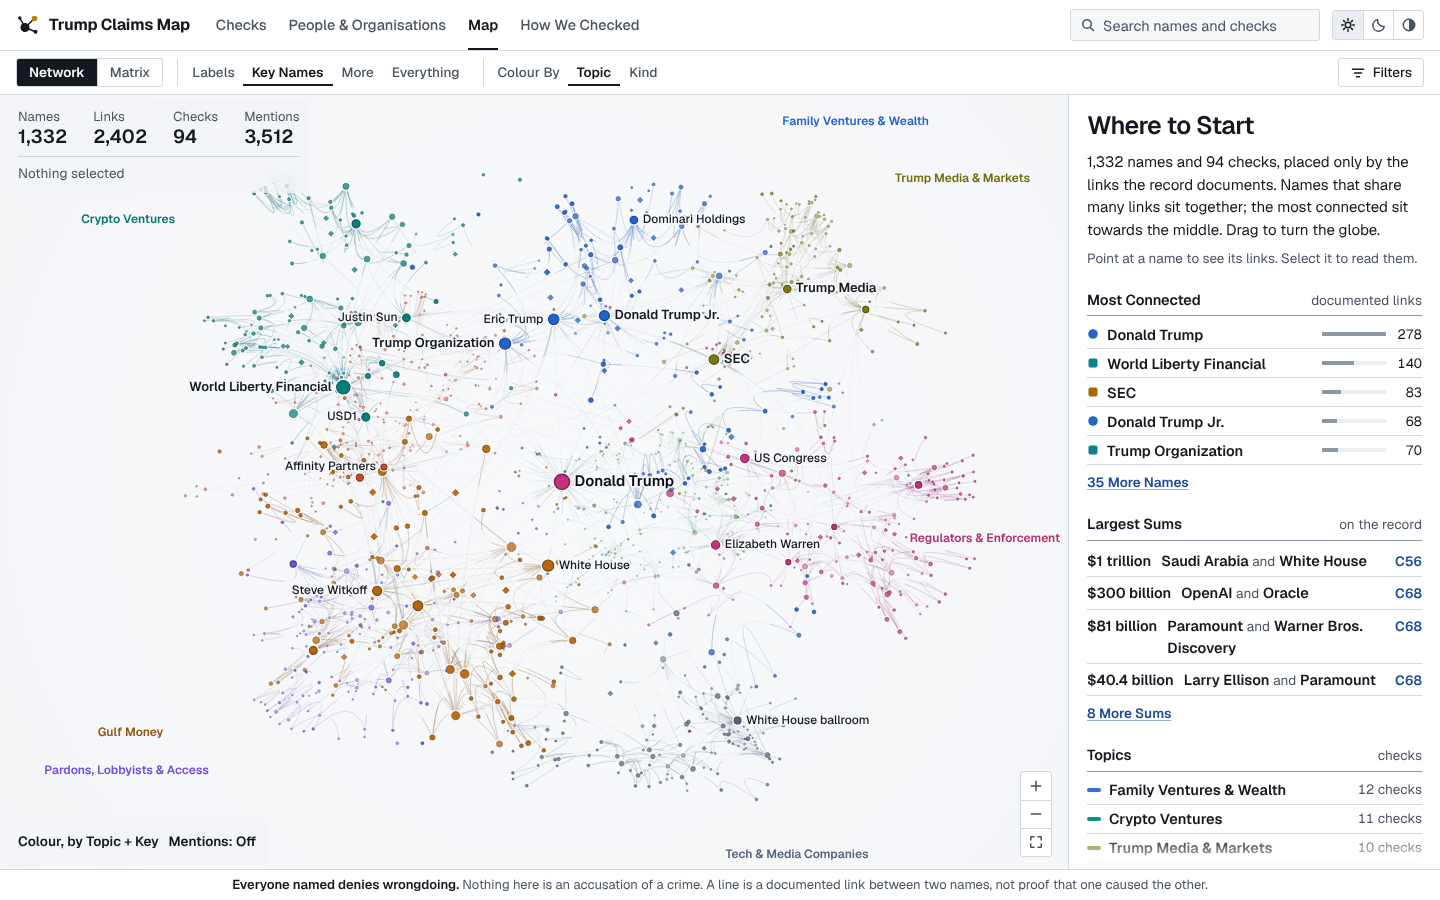 Trump Claims Map
Checks
People & Organisations
Map
How We Checked
Search names and checks
Network
Matrix
Labels
Key Names
More
Everything
Colour By
Topic
Kind
Filters
Names
Links
Checks
Mentions
1,332
2,402
94
3,512
Nothing selected
Family Ventures & Wealth
Trump Media & Markets
Crypto Ventures
Dominari Holdings
Trump Media
Justin Sun
Eric Trump
Donald Trump Jr.
Trump Organization
SEC
World Liberty Financial
USD1
Affinity Partners
US Congress
Donald Trump
Regulators & Enforcement
Elizabeth Warren
White House
Steve Witkoff
White House ballroom
Gulf Money
Pardons, Lobbyists & Access
Colour, by Topic + Key
Mentions: Off
Tech & Media Companies
Where to Start
1,332 names and 94 checks, placed only by the
links the record documents. Names that share
many links sit together; the most connected sit
towards the middle. Drag to turn the globe.
Point at a name to see its links. Select it to read them.
Most Connected documented links
Donald Trump 278
World Liberty Financial 140
SEC 83
Donald Trump Jr. 68
Trump Organization 70
35 More Names
Largest Sums on the record
$1 trillion Saudi Arabia and White House C56
$300 billion OpenAI and Oracle C68
$81 billion Paramount and Warner Bros. C68
Discovery
$40.4 billion Larry Ellison and Paramount C68
8 More Sums
Topics checks
Family Ventures & Wealth 12 checks
Crypto Ventures 11 checks
Trump Media & Markets 10 checks
Everyone named denies wrongdoing. Nothing here is an accusation of a crime. A line is a documented link between two names, not proof that one caused the other.